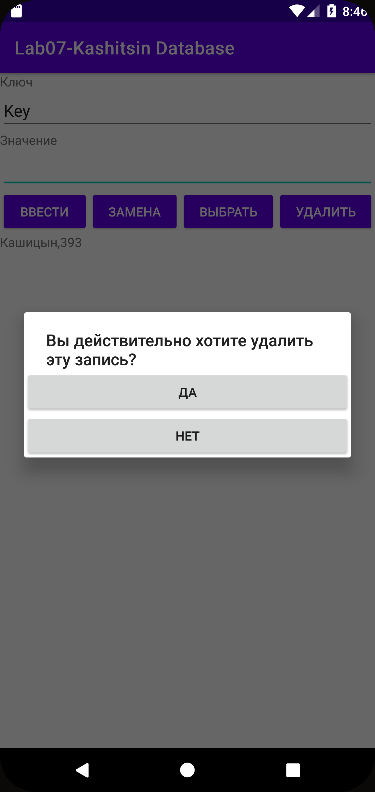 8:46
Lab07-Kashitsin Database
Ключ
Key
Значение
ВВЕСТИ ЗАМЕНА ВЫБРАТЬ УДАЛИТЬ
Кашицын,393
Вы действительно хотите удалить
эту запись?
ДА
НЕТ